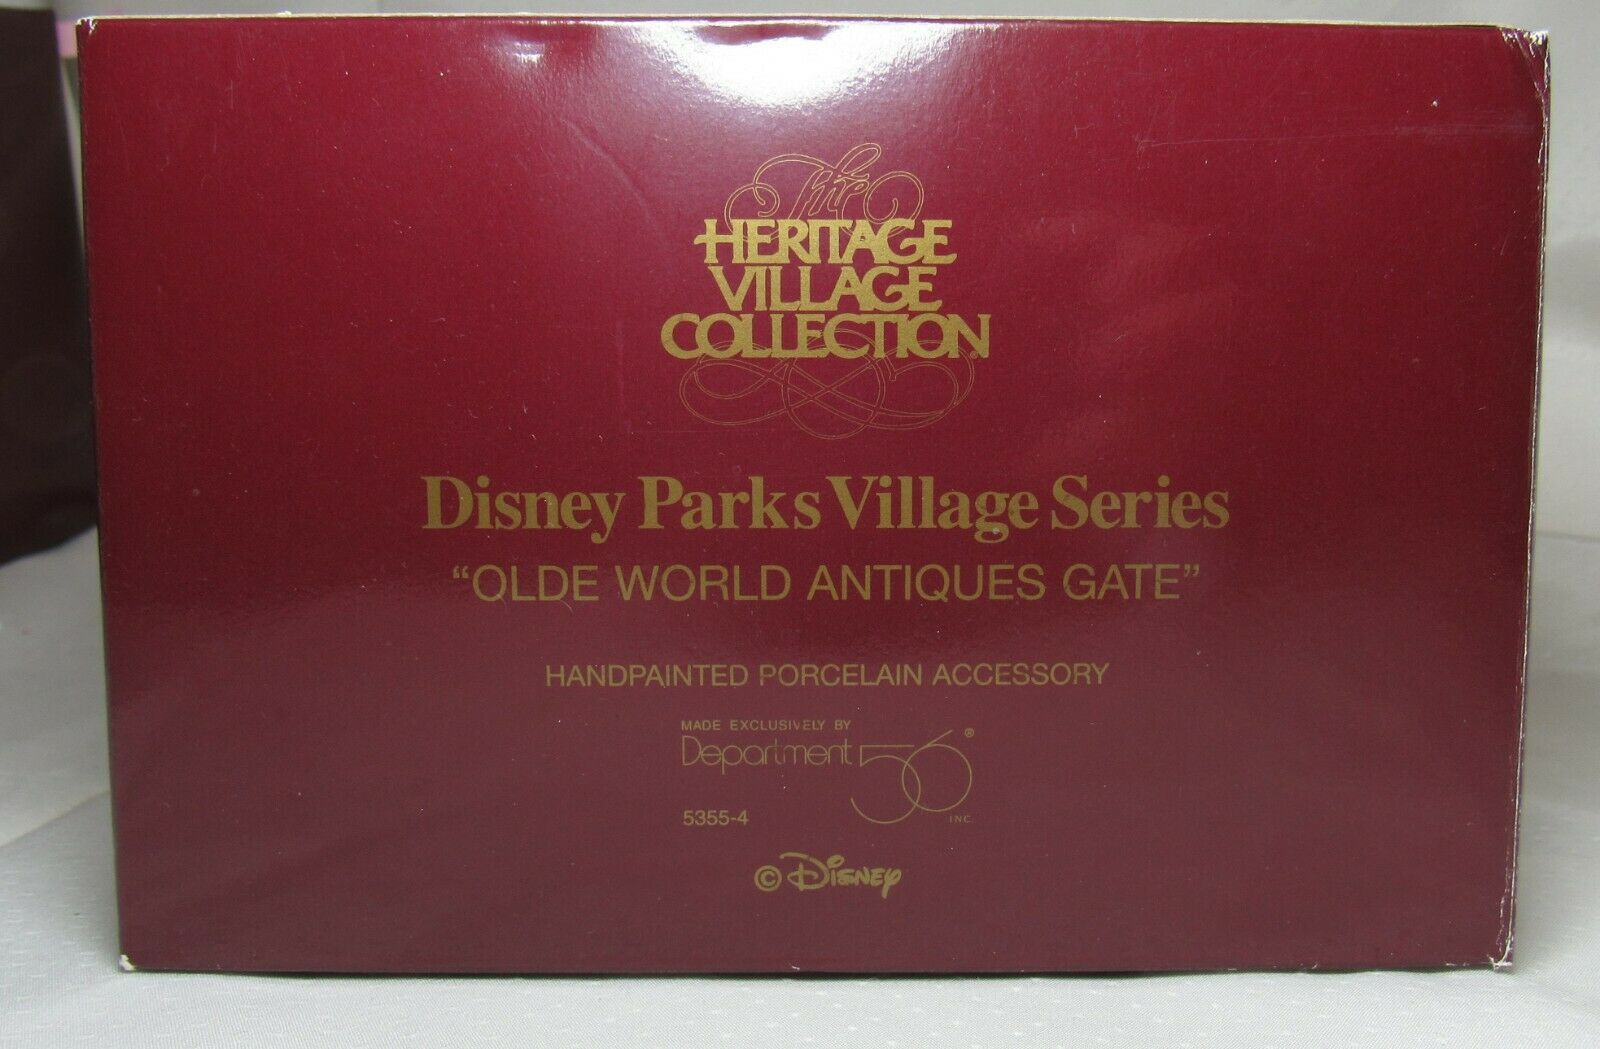 The
HERITAGE
VILLAGE
COLLECTION®
Disney Parks Village Series
“OLDE WORLD ANTIQUES GATE”
HANDPAINTED PORCELAIN ACCESSORY
MADE EXCLUSIVELY BY
Department 56®
5355-4 INC.
© Disney